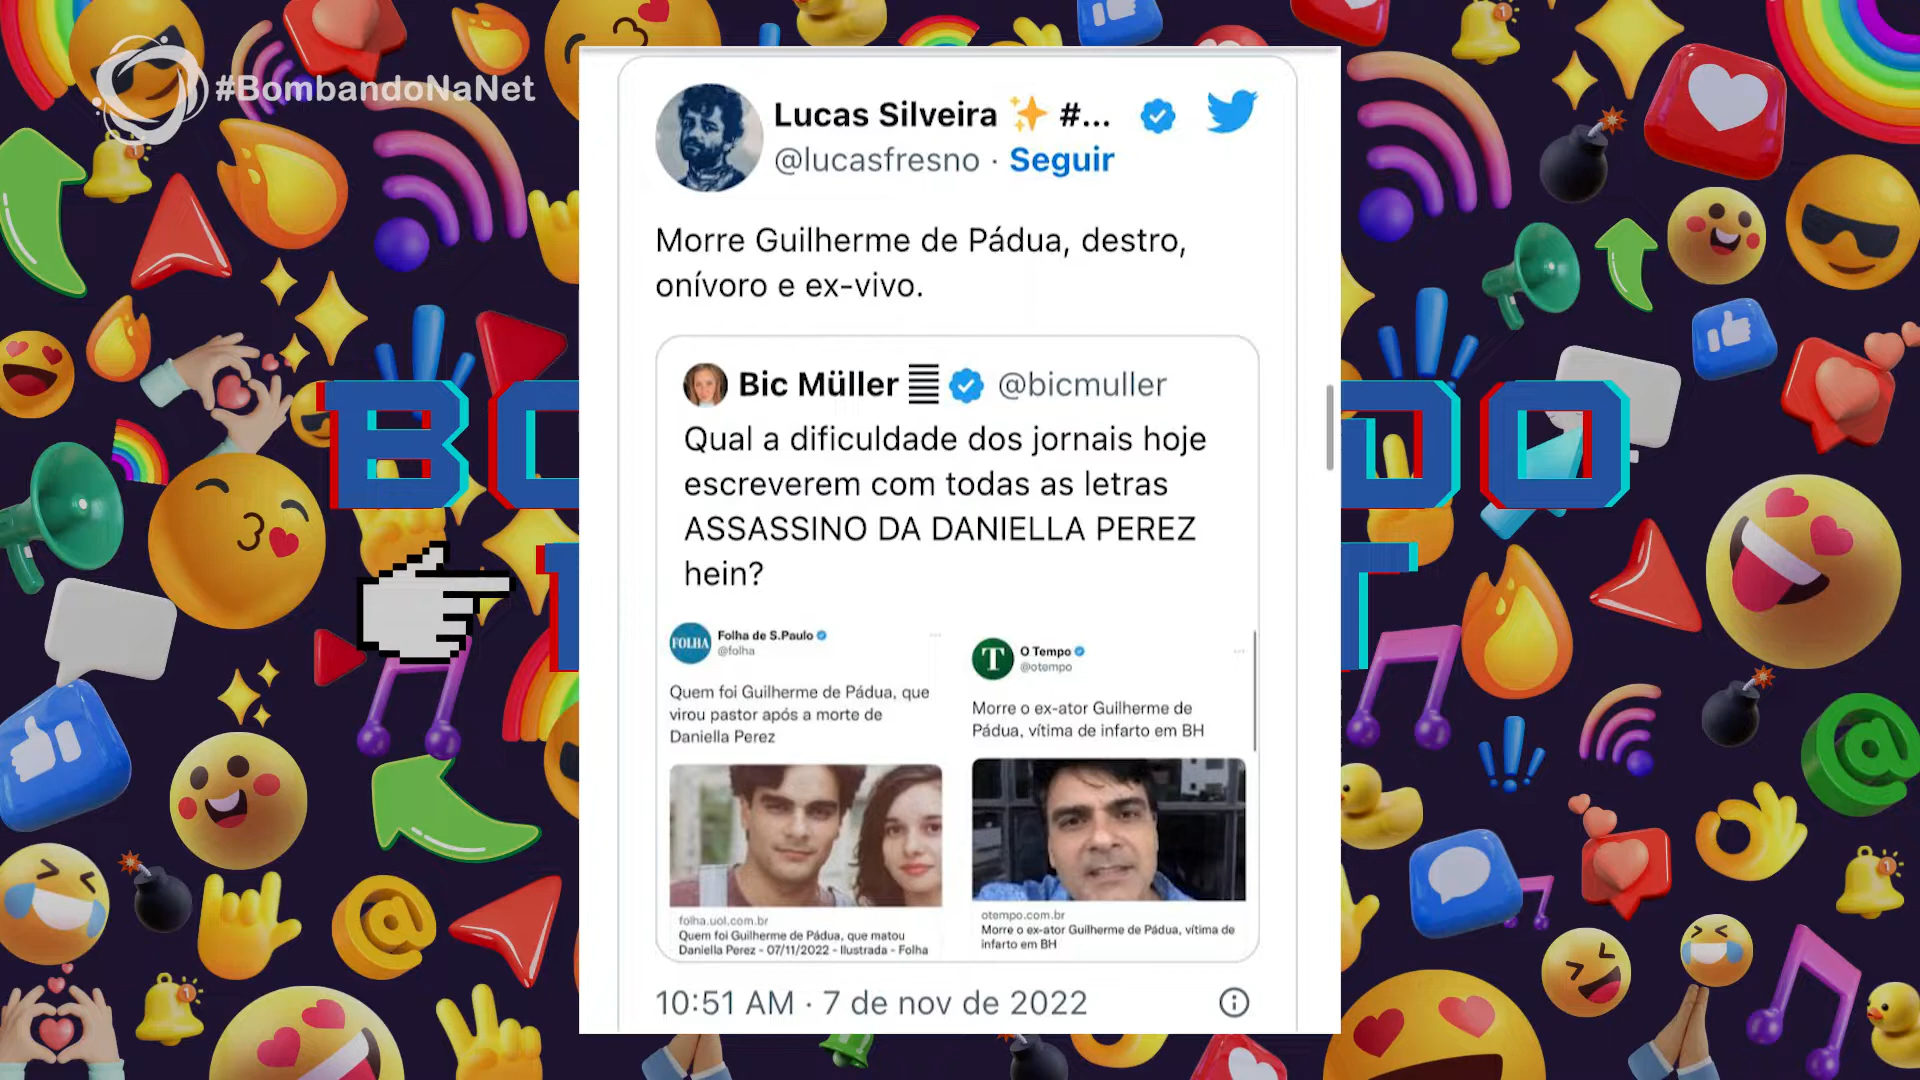 #BombandoNaNet
Lucas Silveira ✨ #...
@lucasfresno · Seguir
Morre Guilherme de Pádua, destro,
onívoro e ex-vivo.
Bic Müller @bicmuller
Qual a dificuldade dos jornais hoje
escreverem com todas as letras
ASSASSINO DA DANIELLA PEREZ
hein?
FOLHA
Folha de S.Paulo
@folha
Quem foi Guilherme de Pádua, que
virou pastor após a morte de
Daniella Perez
folha.uol.com.br
Quem foi Guilherme de Pádua, que matou
Daniella Perez - 07/11/2022 - Ilustrada - Folha
T
O Tempo
@otempo
Morre o ex-ator Guilherme de
Pádua, vítima de infarto em BH
otempo.com.br
Morre o ex-ator Guilherme de Pádua, vítima de
infarto em BH
10:51 AM · 7 de nov de 2022